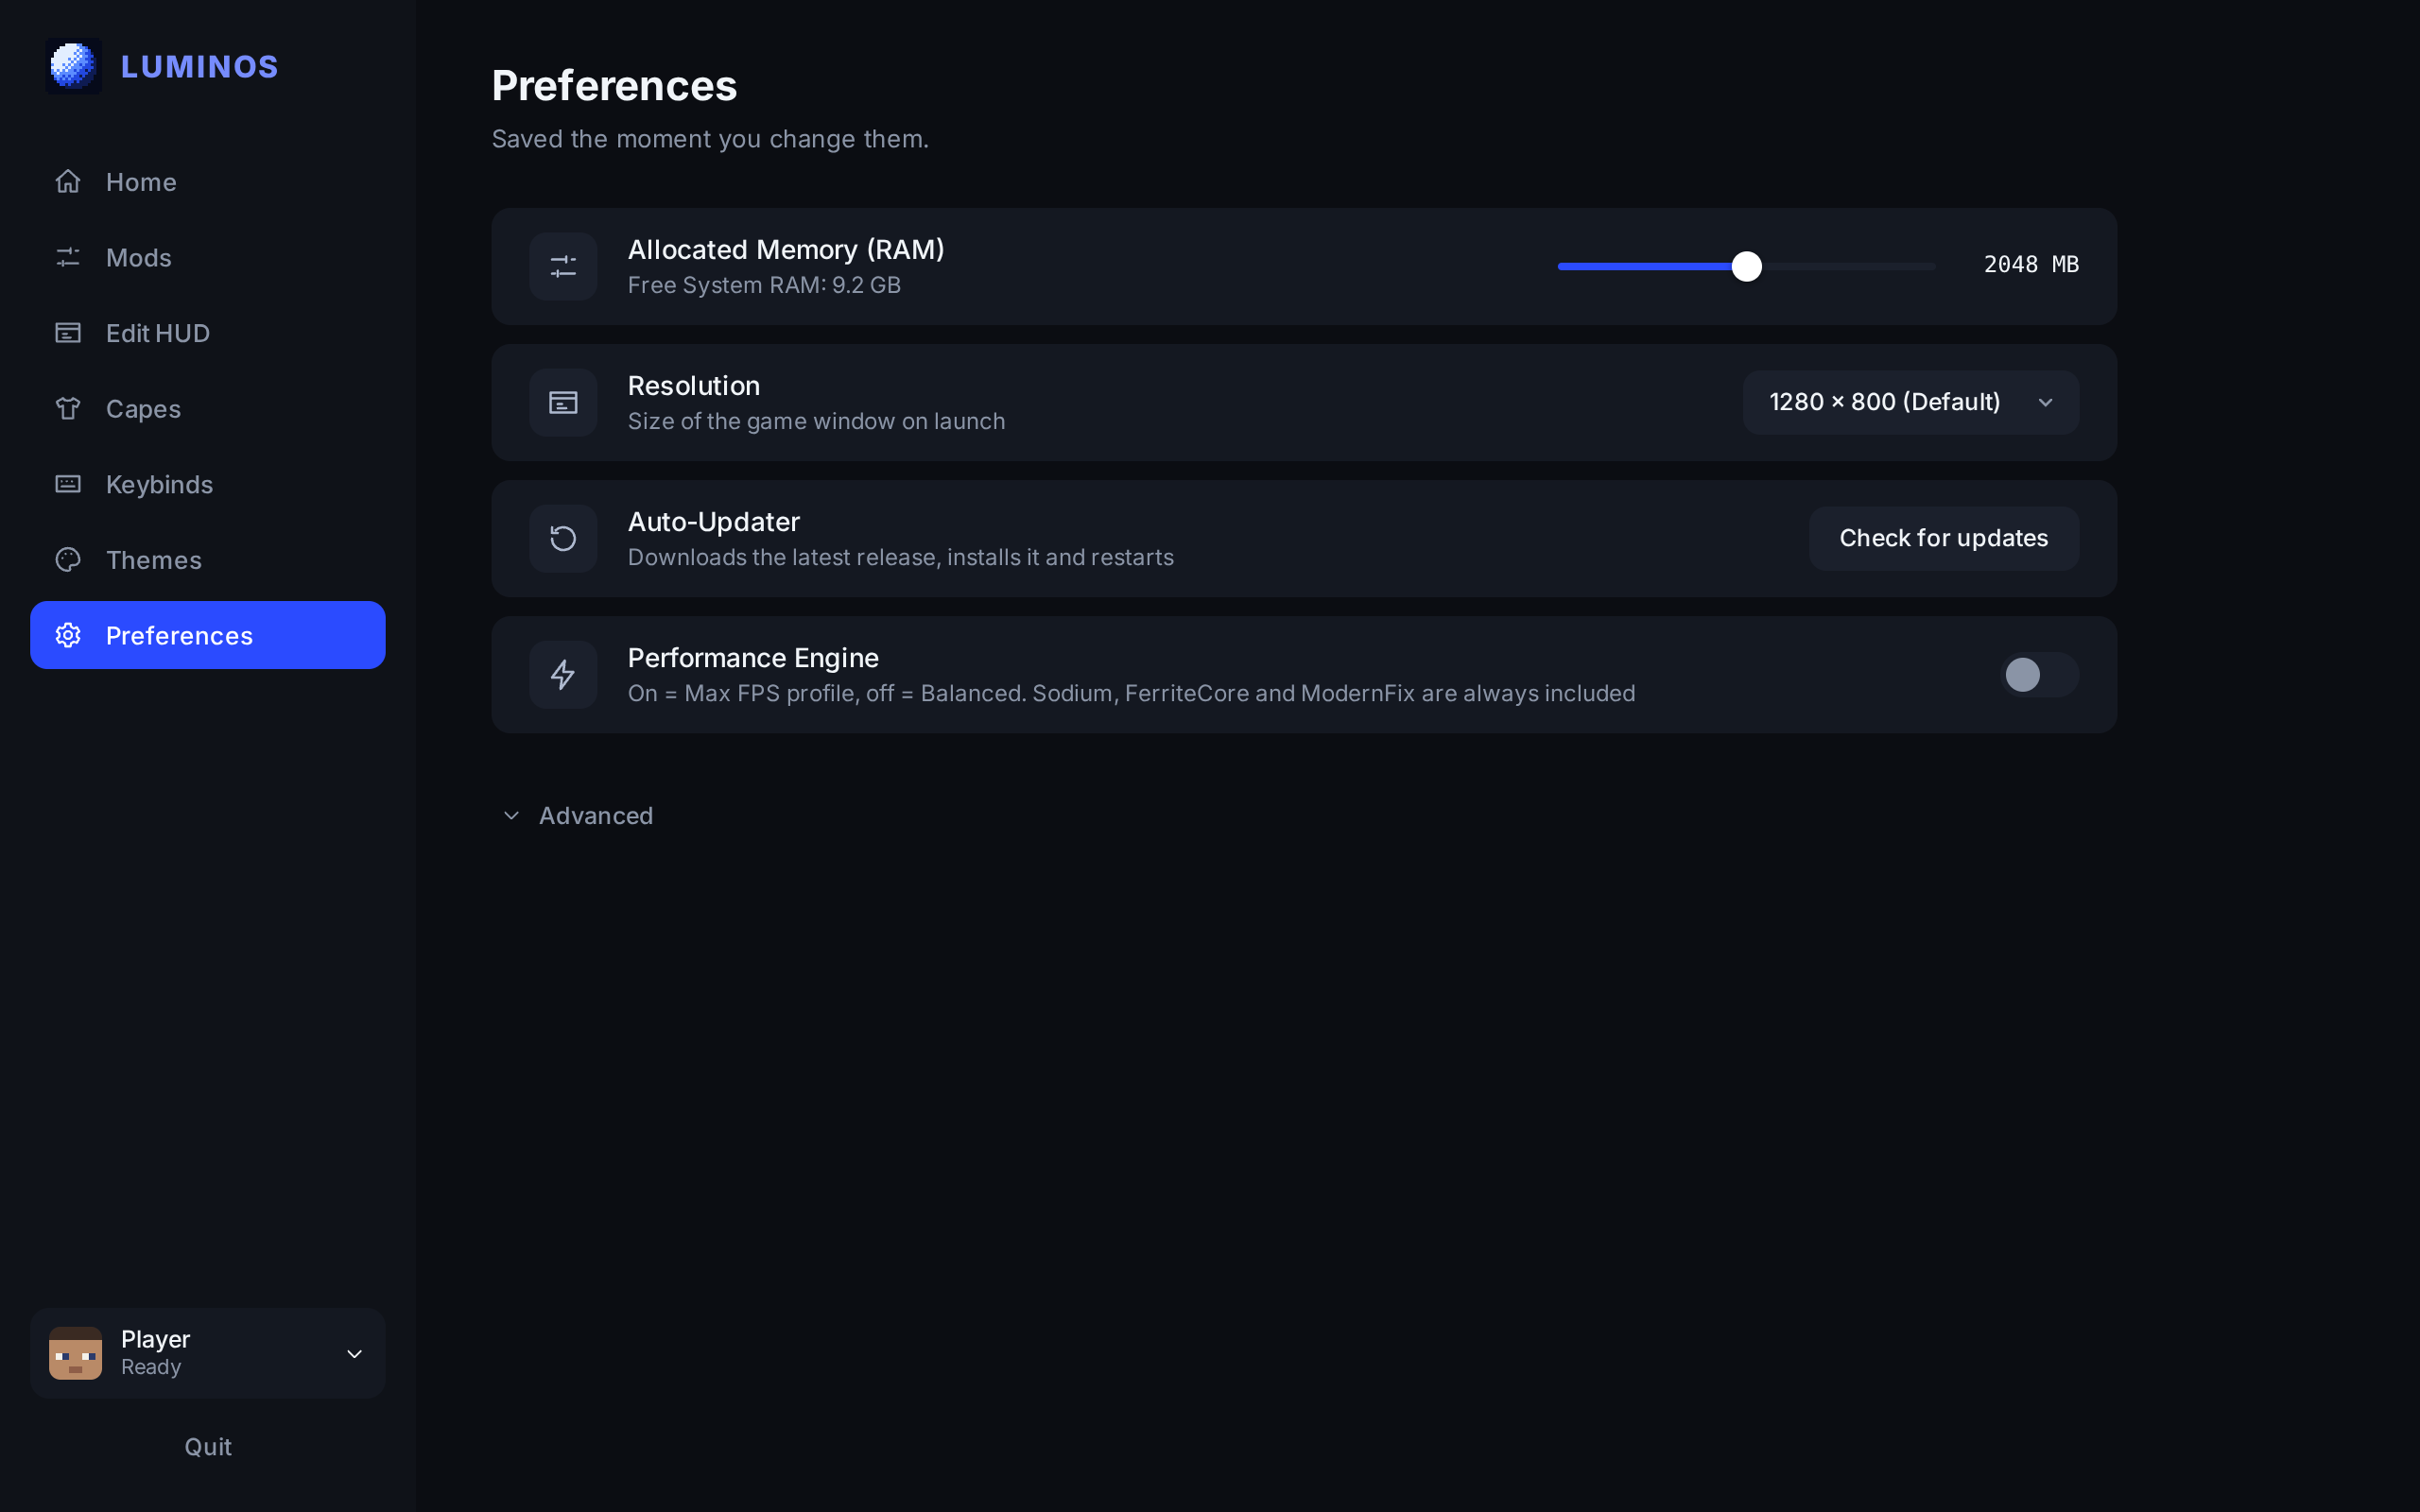 LUMINOS
Home
Mods
Edit HUD
Capes
Keybinds
Themes
Preferences
Player
Ready
Quit
Preferences
Saved the moment you change them.
Allocated Memory (RAM)
Free System RAM: 9.2 GB
2048 MB
Resolution
Size of the game window on launch
1280 × 800 (Default)
Auto-Updater
Downloads the latest release, installs it and restarts
Check for updates
Performance Engine
On = Max FPS profile, off = Balanced. Sodium, FerriteCore and ModernFix are always included
Advanced